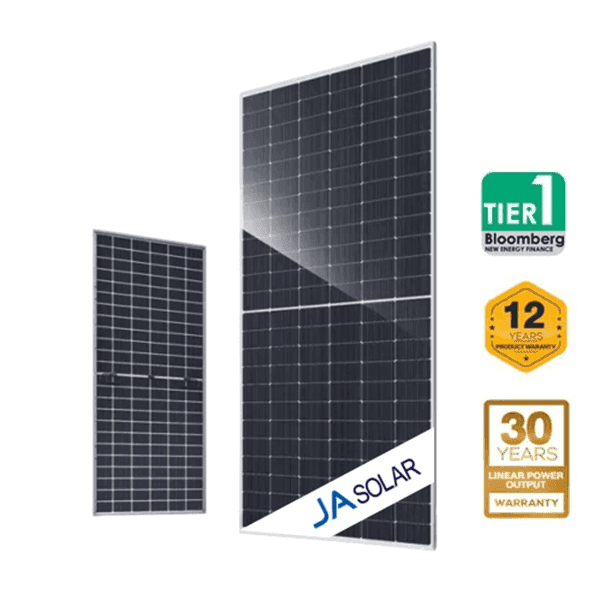 TIER 1
Bloomberg
NEW ENERGY FINANCE
12
YEARS
PRODUCT WARRANTY
30
YEARS
LINEAR POWER
OUTPUT
WARRANTY
JA SOLAR